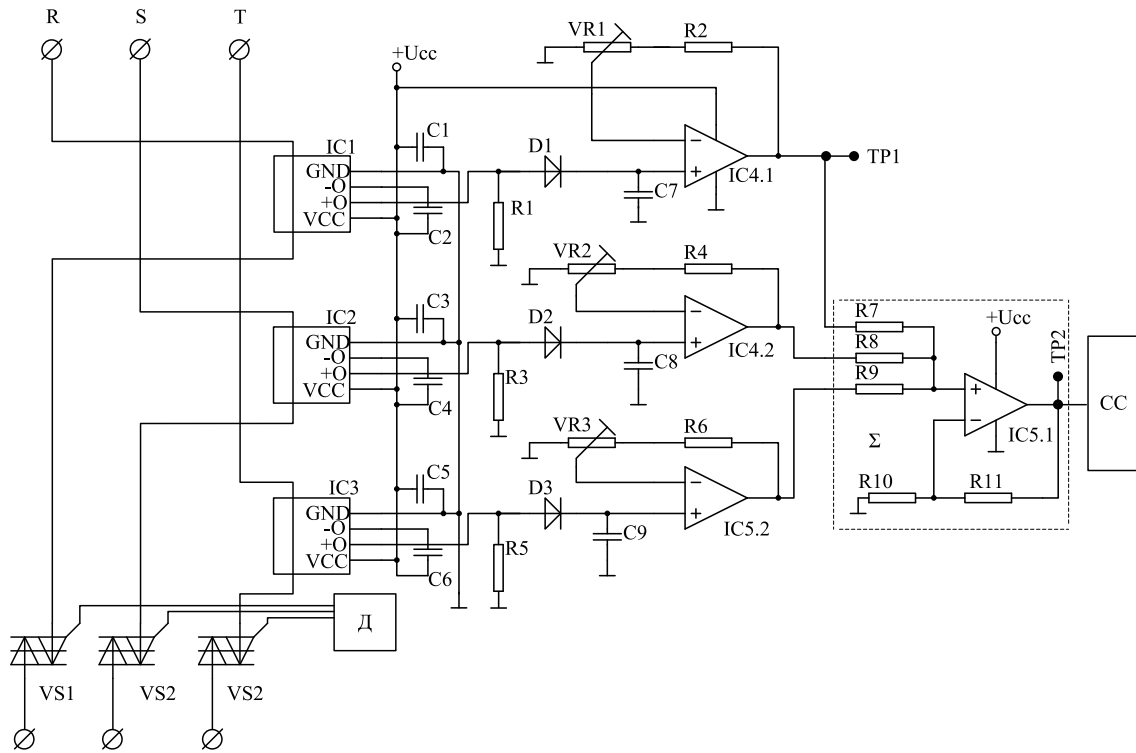 R S T
+Ucc
VR1 R2
C1
IC1
GND
-O
+O
VCC
C2
R1
D1
C7
IC4.1
TP1
VR2 R4
C3
IC2
GND
-O
+O
VCC
C4
R3
D2
C8
IC4.2
R7
R8
R9
+Ucc
TP2
IC5.1
CC
Σ
R10 R11
VR3 R6
C5
IC3
GND
-O
+O
VCC
C6
R5
D3
C9
IC5.2
Д
VS1 VS2 VS2